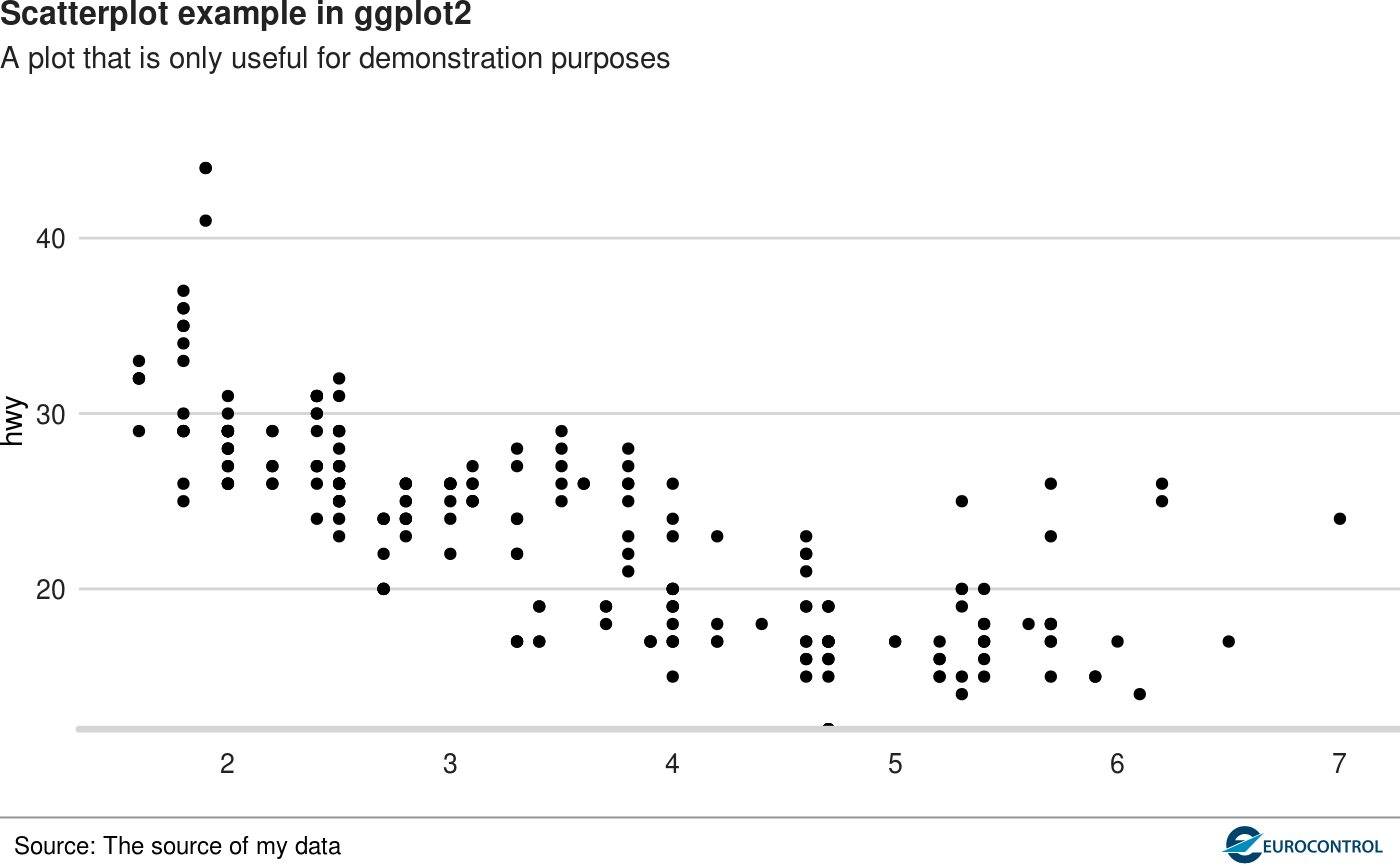 Scatterplot example in ggplot2
A plot that is only useful for demonstration purposes
40
30
20
hwy
2 3 4 5 6 7
Source: The source of my data
EUROCONTROL